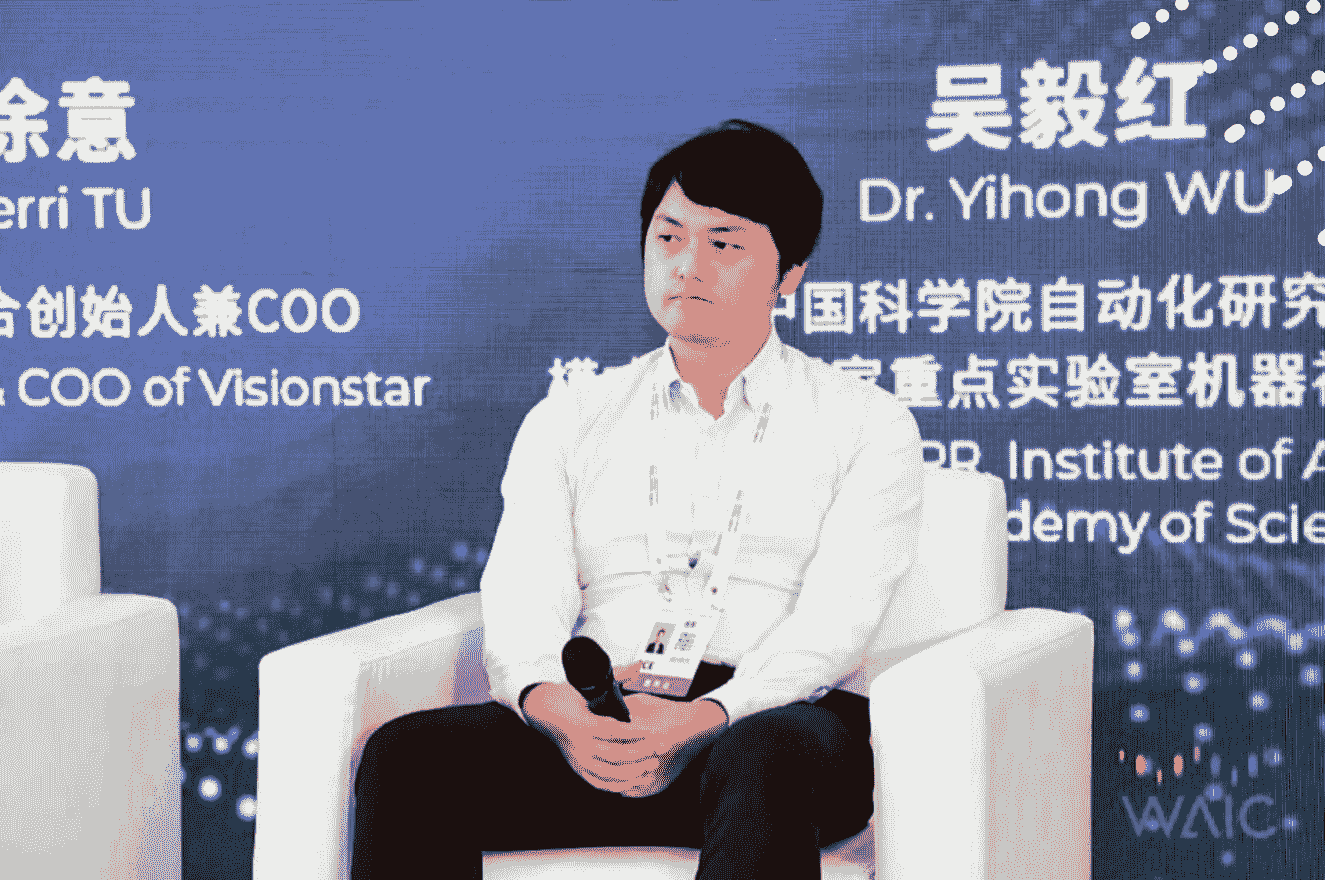 涂意
erri TU
合创始人兼COO
& COO of Visionstar
吴毅红
Dr. Yihong WU
中国科学院自动化研究
重点实验室机器
PR, Institute of A
demy of Scie
WAIC